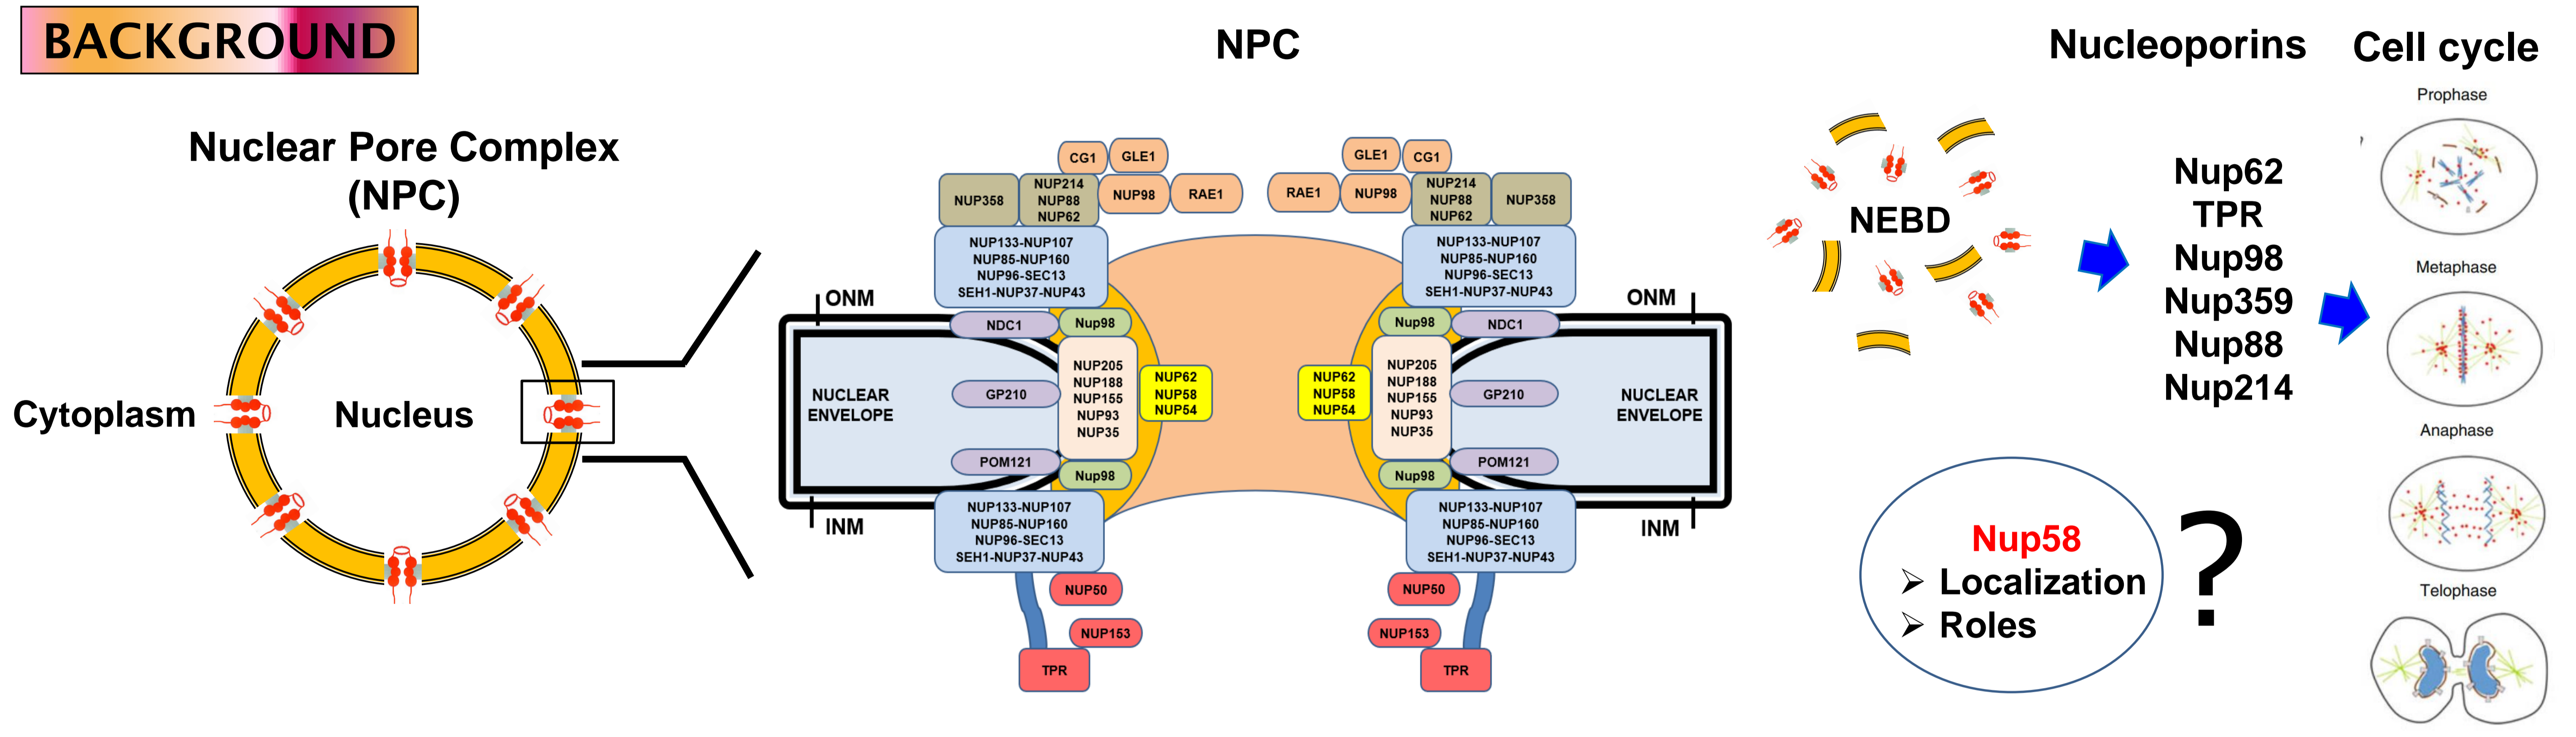 BACKGROUND
Nuclear Pore Complex
(NPC)
Cytoplasm
Nucleus
NPC
CG1
GLE1
NUP358
NUP214
NUP88
NUP62
NUP98
RAE1
NUP133-NUP107
NUP85-NUP160
NUP96-SEC13
SEH1-NUP37-NUP43
ONM
NDC1
Nup98
NUCLEAR
ENVELOPE
GP210
NUP205
NUP188
NUP155
NUP93
NUP35
NUP62
NUP58
NUP54
POM121
Nup98
INM
NUP133-NUP107
NUP85-NUP160
NUP96-SEC13
SEH1-NUP37-NUP43
NUP50
NUP153
TPR
GLE1
CG1
RAE1
NUP98
NUP214
NUP88
NUP62
NUP358
NUP133-NUP107
NUP85-NUP160
NUP96-SEC13
SEH1-NUP37-NUP43
ONM
Nup98
NDC1
NUP62
NUP58
NUP54
NUP205
NUP188
NUP155
NUP93
NUP35
GP210
NUCLEAR
ENVELOPE
Nup98
POM121
INM
NUP133-NUP107
NUP85-NUP160
NUP96-SEC13
SEH1-NUP37-NUP43
NUP50
NUP153
TPR
NEBD
Nucleoporins
Nup62
TPR
Nup98
Nup359
Nup88
Nup214
Nup58
➢ Localization
➢ Roles
?
Cell cycle
Prophase
Metaphase
Anaphase
Telophase